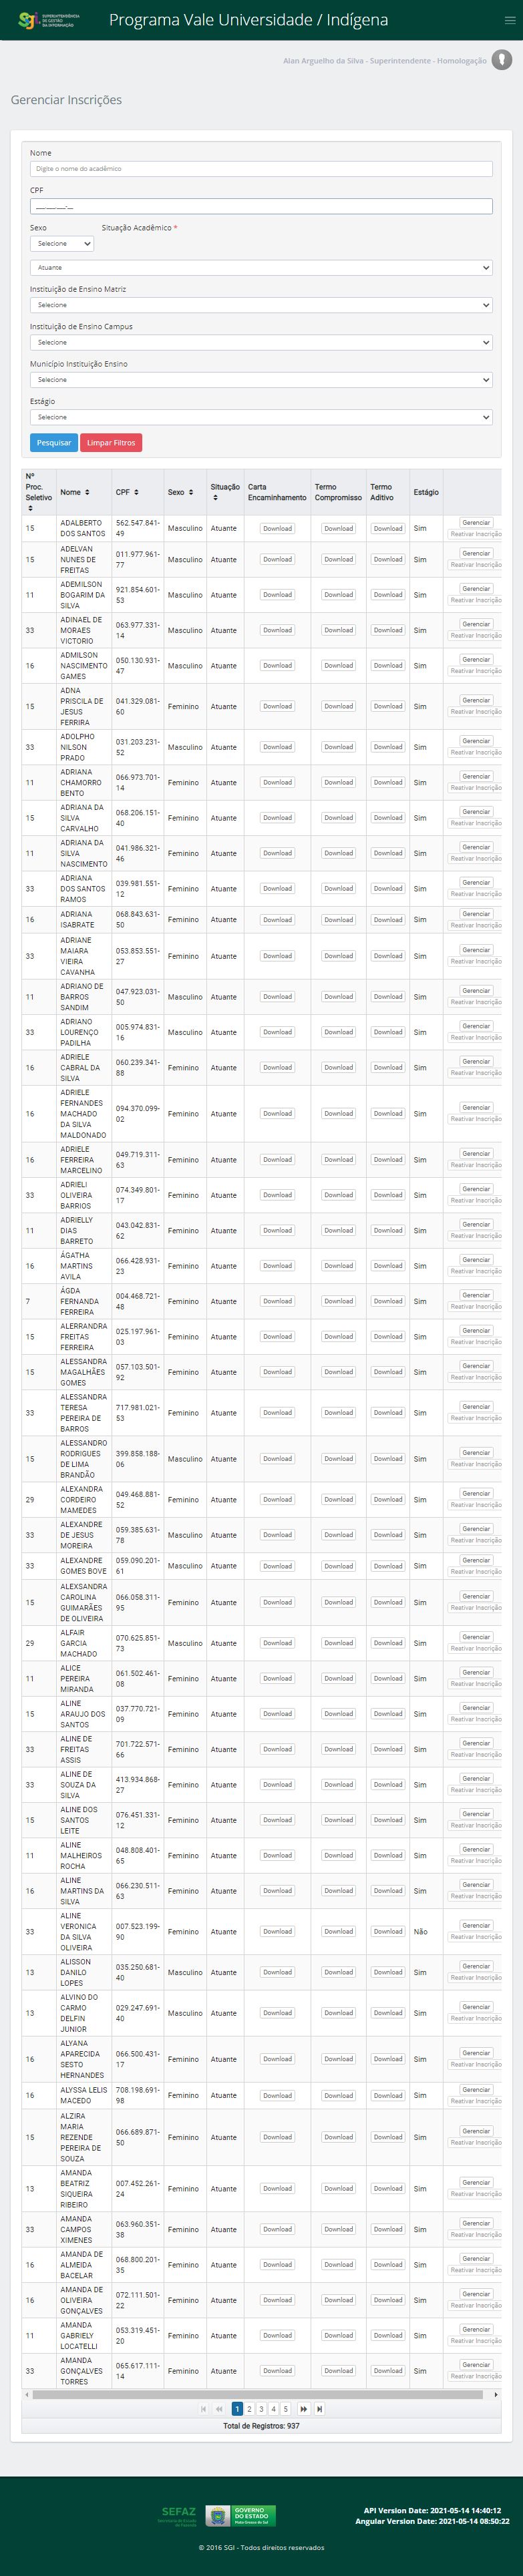 SGI SUPERINTENDÊNCIA DE GESTÃO DA INFORMAÇÃO
Programa Vale Universidade / Indígena
Alan Arguelho da Silva - Superintendente - Homologação
Gerenciar Inscrições
Nome
Digite o nome do acadêmico
CPF
___.___.___-__
Sexo Situação Acadêmico *
Selecione
Atuante
Instituição de Ensino Matriz
Selecione
Instituição de Ensino Campus
Selecione
Município Instituição Ensino
Selecione
Estágio
Selecione
Pesquisar Limpar Filtros
Nº Proc. Seletivo Nome CPF Sexo Situação Carta Encaminhamento Termo Compromisso Termo Aditivo Estágio
15 ADALBERTO DOS SANTOS 562.547.841-49 Masculino Atuante Download Download Download Sim Gerenciar Reativar Inscrição
15 ADELVAN NUNES DE FREITAS 011.977.961-77 Masculino Atuante Download Download Download Sim Gerenciar Reativar Inscrição
11 ADEMILSON BOGARIM DA SILVA 921.854.601-53 Masculino Atuante Download Download Download Sim Gerenciar Reativar Inscrição
33 ADINAEL DE MORAES VICTORIO 063.977.331-14 Masculino Atuante Download Download Download Sim Gerenciar Reativar Inscrição
16 ADMILSON NASCIMENTO GAMES 050.130.931-47 Masculino Atuante Download Download Download Sim Gerenciar Reativar Inscrição
15 ADNA PRISCILA DE JESUS FERRIRA 041.329.081-60 Feminino Atuante Download Download Download Sim Gerenciar Reativar Inscrição
33 ADOLPHO NILSON PRADO 031.203.231-52 Masculino Atuante Download Download Download Sim Gerenciar Reativar Inscrição
11 ADRIANA CHAMORRO BENTO 066.973.701-14 Feminino Atuante Download Download Download Sim Gerenciar Reativar Inscrição
15 ADRIANA DA SILVA CARVALHO 068.206.151-40 Feminino Atuante Download Download Download Sim Gerenciar Reativar Inscrição
11 ADRIANA DA SILVA NASCIMENTO 041.986.321-46 Feminino Atuante Download Download Download Sim Gerenciar Reativar Inscrição
33 ADRIANA DOS SANTOS RAMOS 039.981.551-12 Feminino Atuante Download Download Download Sim Gerenciar Reativar Inscrição
16 ADRIANA ISABRATE 068.843.631-50 Feminino Atuante Download Download Download Sim Gerenciar Reativar Inscrição
33 ADRIANE MAIARA VIEIRA CAVANHA 053.853.551-27 Feminino Atuante Download Download Download Sim Gerenciar Reativar Inscrição
11 ADRIANO DE BARROS SANDIM 047.923.031-50 Masculino Atuante Download Download Download Sim Gerenciar Reativar Inscrição
33 ADRIANO LOURENÇO PADILHA 005.974.831-16 Masculino Atuante Download Download Download Sim Gerenciar Reativar Inscrição
16 ADRIELE CABRAL DA SILVA 060.239.341-88 Feminino Atuante Download Download Download Sim Gerenciar Reativar Inscrição
16 ADRIELE FERNANDES MACHADO DA SILVA MALDONADO 094.370.099-02 Feminino Atuante Download Download Download Sim Gerenciar Reativar Inscrição
16 ADRIELE FERREIRA MARCELINO 049.719.311-63 Feminino Atuante Download Download Download Sim Gerenciar Reativar Inscrição
33 ADRIELI OLIVEIRA BARRIOS 074.349.801-17 Feminino Atuante Download Download Download Sim Gerenciar Reativar Inscrição
11 ADRIELLY DIAS BARRETO 043.042.831-62 Feminino Atuante Download Download Download Sim Gerenciar Reativar Inscrição
16 ÁGATHA MARTINS AVILA 066.428.931-23 Feminino Atuante Download Download Download Sim Gerenciar Reativar Inscrição
7 ÁGDA FERNANDA FERREIRA 004.468.721-48 Feminino Atuante Download Download Download Sim Gerenciar Reativar Inscrição
15 ALERRANDRA FREITAS FERREIRA 025.197.961-03 Feminino Atuante Download Download Download Sim Gerenciar Reativar Inscrição
15 ALESSANDRA MAGALHÃES GOMES 057.103.501-92 Feminino Atuante Download Download Download Sim Gerenciar Reativar Inscrição
33 ALESSANDRA TERESA PEREIRA DE BARROS 717.981.021-53 Feminino Atuante Download Download Download Sim Gerenciar Reativar Inscrição
15 ALESSANDRO RODRIGUES DE LIMA BRANDÃO 399.858.188-06 Masculino Atuante Download Download Download Sim Gerenciar Reativar Inscrição
29 ALEXANDRA CORDEIRO MAMEDES 049.468.881-52 Feminino Atuante Download Download Download Sim Gerenciar Reativar Inscrição
33 ALEXANDRE DE JESUS MOREIRA 059.385.631-78 Masculino Atuante Download Download Download Sim Gerenciar Reativar Inscrição
33 ALEXANDRE GOMES BOVE 059.090.201-61 Masculino Atuante Download Download Download Sim Gerenciar Reativar Inscrição
15 ALEXSANDRA CAROLINA GUIMARÃES DE OLIVEIRA 066.058.311-95 Feminino Atuante Download Download Download Sim Gerenciar Reativar Inscrição
29 ALFAIR GARCIA MACHADO 070.625.851-73 Masculino Atuante Download Download Download Sim Gerenciar Reativar Inscrição
11 ALICE PEREIRA MIRANDA 061.502.461-08 Feminino Atuante Download Download Download Sim Gerenciar Reativar Inscrição
15 ALINE ARAUJO DOS SANTOS 037.770.721-09 Feminino Atuante Download Download Download Sim Gerenciar Reativar Inscrição
33 ALINE DE FREITAS ASSIS 701.722.571-66 Feminino Atuante Download Download Download Sim Gerenciar Reativar Inscrição
33 ALINE DE SOUZA DA SILVA 413.934.868-27 Feminino Atuante Download Download Download Sim Gerenciar Reativar Inscrição
15 ALINE DOS SANTOS LEITE 076.451.331-12 Feminino Atuante Download Download Download Sim Gerenciar Reativar Inscrição
11 ALINE MALHEIROS ROCHA 048.808.401-65 Feminino Atuante Download Download Download Sim Gerenciar Reativar Inscrição
16 ALINE MARTINS DA SILVA 066.230.511-63 Feminino Atuante Download Download Download Sim Gerenciar Reativar Inscrição
33 ALINE VERONICA DA SILVA OLIVEIRA 007.523.199-90 Feminino Atuante Download Download Download Não Gerenciar Reativar Inscrição
13 ALISSON DANILO LOPES 035.250.681-40 Masculino Atuante Download Download Download Sim Gerenciar Reativar Inscrição
13 ALVINO DO CARMO DELFIN JUNIOR 029.247.691-40 Masculino Atuante Download Download Download Sim Gerenciar Reativar Inscrição
16 ALYANA APARECIDA SESTO HERNANDES 066.500.431-17 Feminino Atuante Download Download Download Sim Gerenciar Reativar Inscrição
16 ALYSSA LELIS MACEDO 708.198.691-98 Feminino Atuante Download Download Download Sim Gerenciar Reativar Inscrição
15 ALZIRA MARIA REZENDE PEREIRA DE SOUZA 066.689.871-50 Feminino Atuante Download Download Download Sim Gerenciar Reativar Inscrição
13 AMANDA BEATRIZ SIQUEIRA RIBEIRO 007.452.261-24 Feminino Atuante Download Download Download Sim Gerenciar Reativar Inscrição
33 AMANDA CAMPOS XIMENES 063.960.351-38 Feminino Atuante Download Download Download Sim Gerenciar Reativar Inscrição
16 AMANDA DE ALMEIDA BACELAR 068.800.201-35 Feminino Atuante Download Download Download Sim Gerenciar Reativar Inscrição
16 AMANDA DE OLIVEIRA GONÇALVES 072.111.501-22 Feminino Atuante Download Download Download Sim Gerenciar Reativar Inscrição
11 AMANDA GABRIELY LOCATELLI 053.319.451-20 Feminino Atuante Download Download Download Sim Gerenciar Reativar Inscrição
33 AMANDA GONÇALVES TORRES 065.617.111-14 Feminino Atuante Download Download Download Sim Gerenciar Reativar Inscrição
1 2 3 4 5
Total de Registros: 937
SEFAZ
Secretaria de Estado de Fazenda
GOVERNO DO ESTADO
Mato Grosso do Sul
API Version Date: 2021-05-14 14:40:12
Angular Version Date: 2021-05-14 08:50:22
© 2016 SGI - Todos direitos reservados